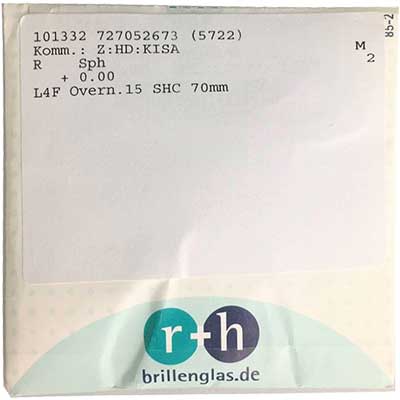 101332 727052673 (5722)
Komm.: Z:HD:KISA
M
2
R Sph
+ 0.00
L4F Overn.15 SHC 70mm
85-2
r+h
brillenglas.de